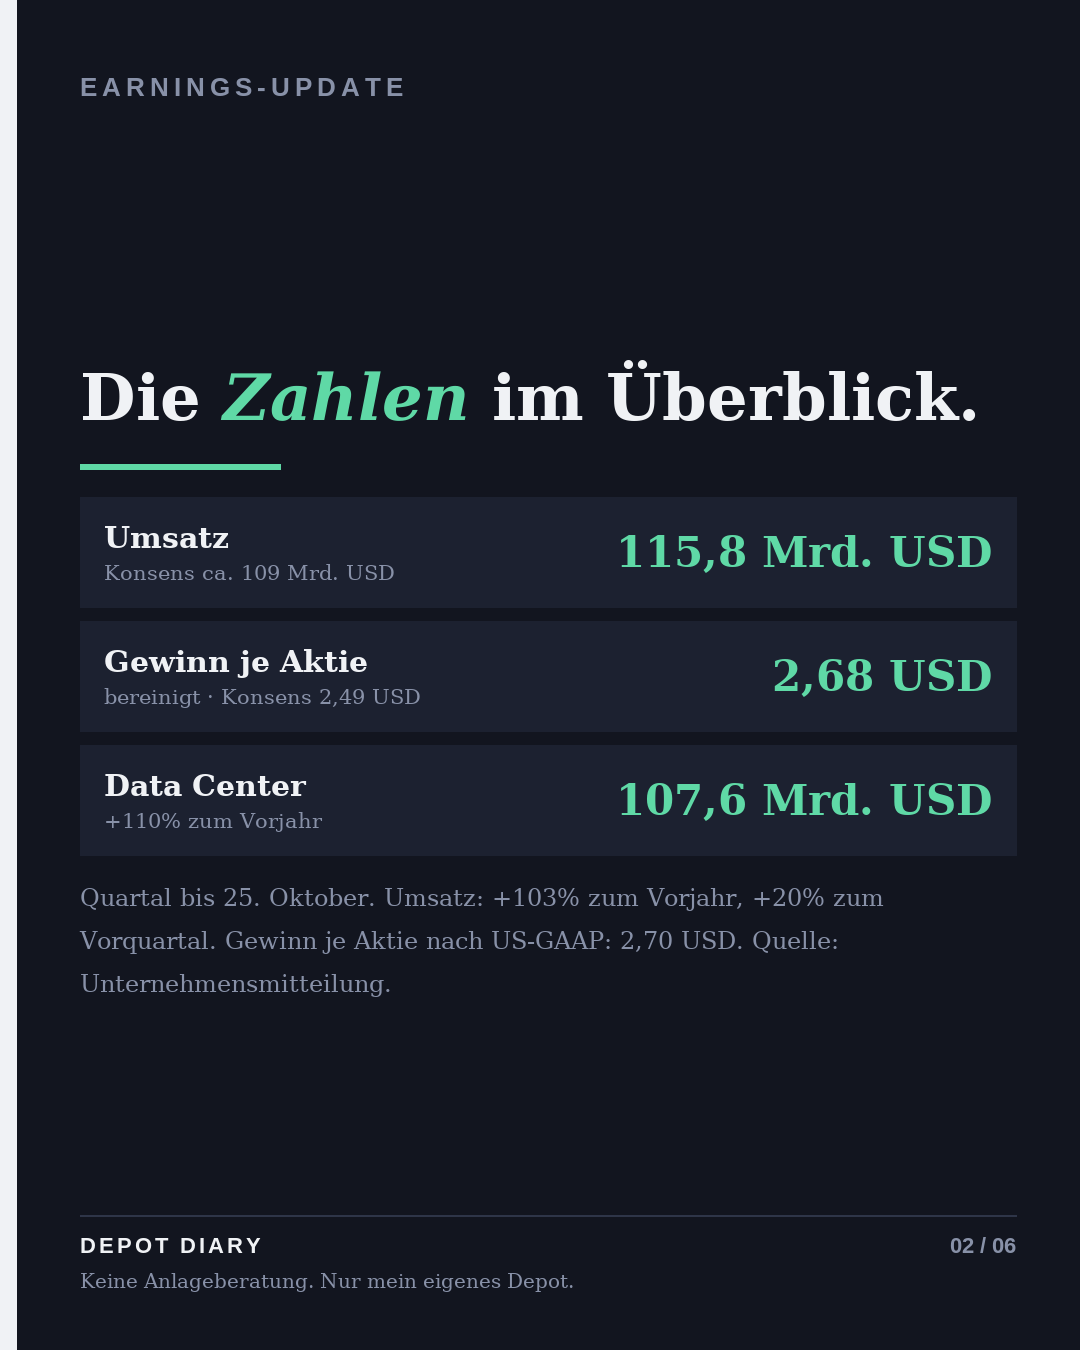 EARNINGS-UPDATE
Die Zahlen im Überblick.
Umsatz
Konsens ca. 109 Mrd. USD
115,8 Mrd. USD
Gewinn je Aktie
bereinigt · Konsens 2,49 USD
2,68 USD
Data Center
+110% zum Vorjahr
107,6 Mrd. USD
Quartal bis 25. Oktober. Umsatz: +103% zum Vorjahr, +20% zum
Vorquartal. Gewinn je Aktie nach US-GAAP: 2,70 USD. Quelle:
Unternehmensmitteilung.
DEPOT DIARY
02 / 06
Keine Anlageberatung. Nur mein eigenes Depot.